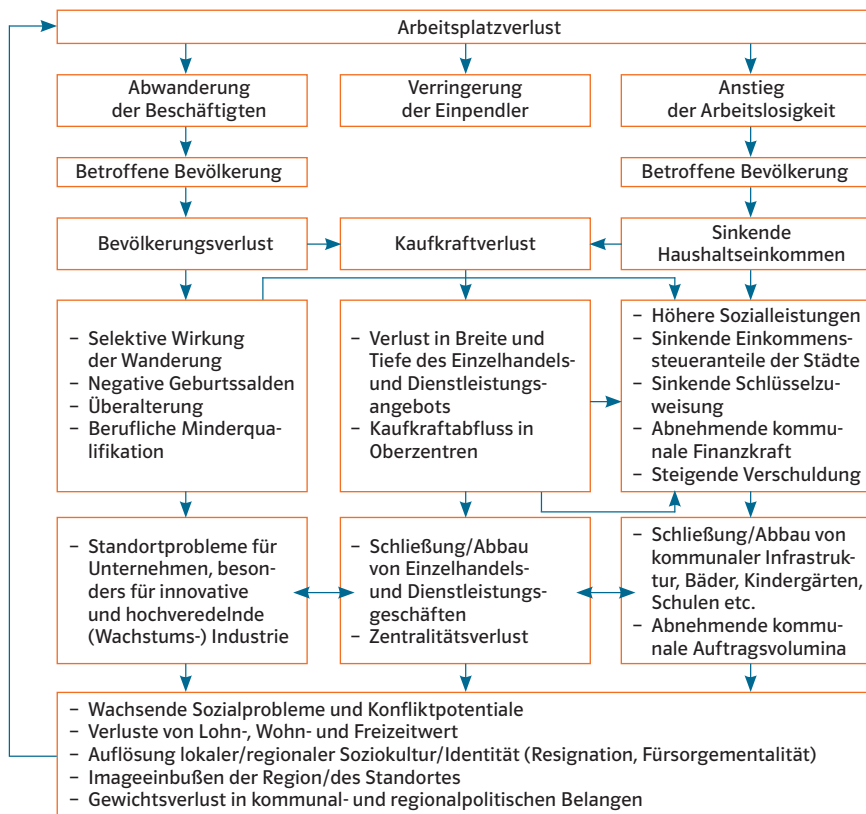 Arbeitsplatzverlust
Abwanderung
der Beschäftigten
Verringerung
der Einpendler
Anstieg
der Arbeitslosigkeit
Betroffene Bevölkerung
Betroffene Bevölkerung
Bevölkerungsverlust
Kaufkraftverlust
Sinkende
Haushaltseinkommen
– Selektive Wirkung
der Wanderung
– Negative Geburtssalden
– Überalterung
– Berufliche Minderqua-
lifikation
– Verlust in Breite und
Tiefe des Einzelhandels-
und Dienstleistungs-
angebots
– Kaufkraftabfluss in
Oberzentren
– Höhere Sozialleistungen
– Sinkende Einkommens-
steueranteile der Städte
– Sinkende Schlüsselzu-
weisung
– Abnehmende kommu-
nale Finanzkraft
– Steigende Verschuldung
– Standortprobleme für
Unternehmen, beson-
ders für innovative
und hochveredelnde
(Wachstums-) Industrie
– Schließung/Abbau
von Einzelhandels-
und Dienstleistungs-
geschäften
– Zentralitätsverlust
– Schließung/Abbau von
kommunaler Infrastruk-
tur, Bäder, Kindergärten,
Schulen etc.
– Abnehmende kommu-
nale Auftragsvolumina
– Wachsende Sozialprobleme und Konfliktpotentiale
– Verluste von Lohn-, Wohn- und Freizeitwert
– Auflösung lokaler/regionaler Soziokultur/Identität (Resignation, Fürsorgementalität)
– Imageeinbußen der Region/des Standortes
– Gewichtsverlust in kommunal- und regionalpolitischen Belangen